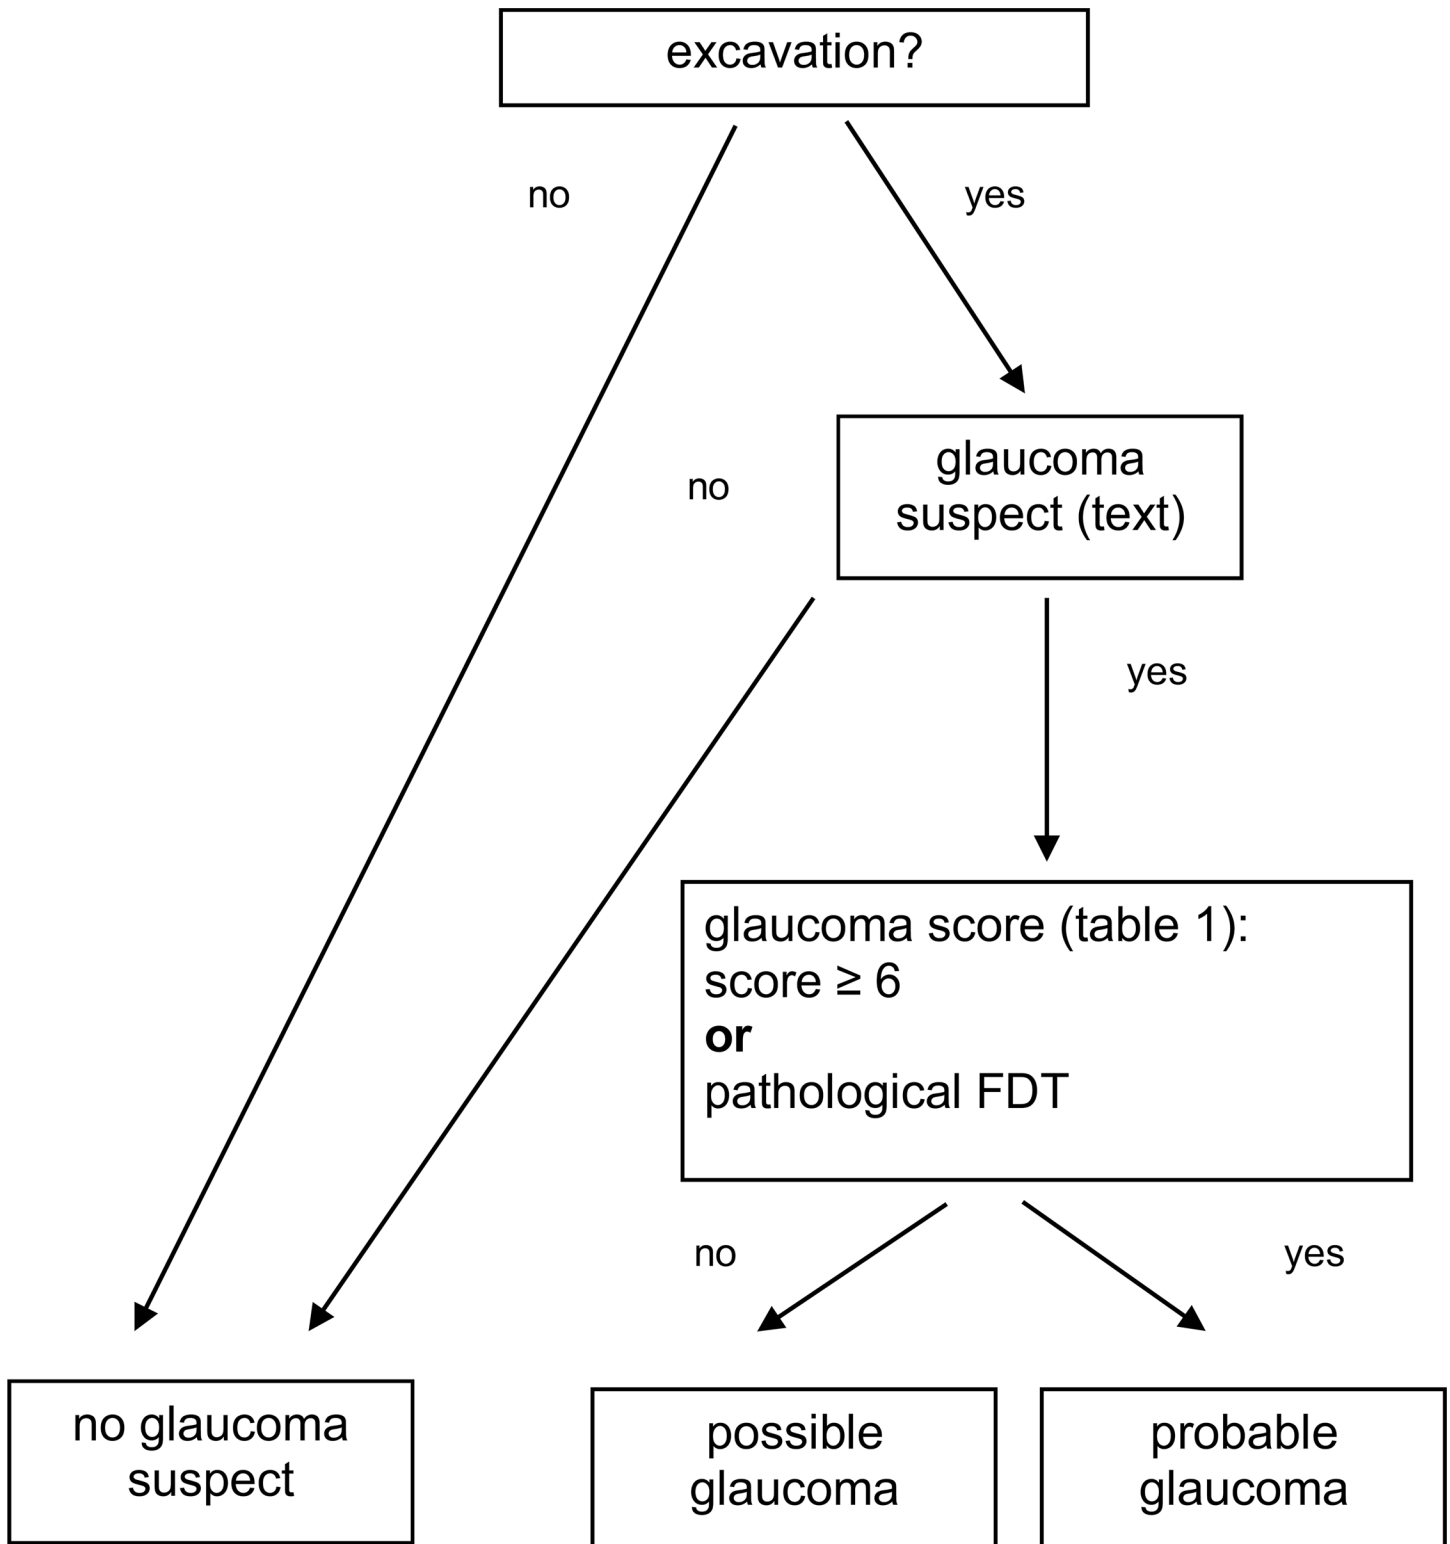 excavation?
no
yes
glaucoma
suspect (text)
no
yes
glaucoma score (table 1):
score ≥ 6
or
pathological FDT
no
yes
no glaucoma
suspect
possible
glaucoma
probable
glaucoma